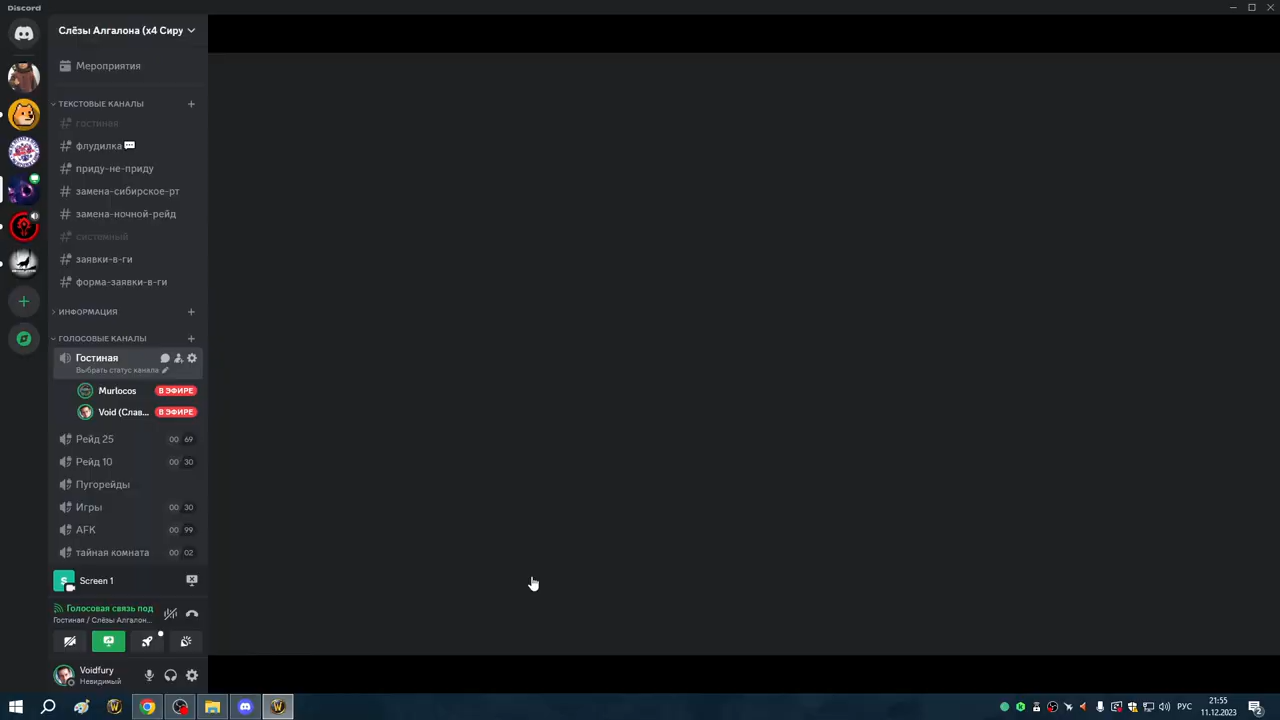 Discord
Слёзы Алгалона (x4 Сиру
Мероприятия
ТЕКСТОВЫЕ КАНАЛЫ
гостиная
флудилка
приду-не-приду
замена-сибирское-рт
замена-ночной-рейд
системный
заявки-в-ги
форма-заявки-в-ги
ИНФОРМАЦИЯ
ГОЛОСОВЫЕ КАНАЛЫ
Гостиная
Выбрать статус канала
Murlocos В ЭФИРЕ
Void (Слав... В ЭФИРЕ
Рейд 25 00 69
Рейд 10 00 30
Пугорейды
Игры 00 30
AFK 00 99
тайная комната 00 02
S Screen 1
Голосовая связь под
Гостиная / Слёзы Алгалон...
Voidfury
Невидимый
РУС
21:55
11.12.2023
2